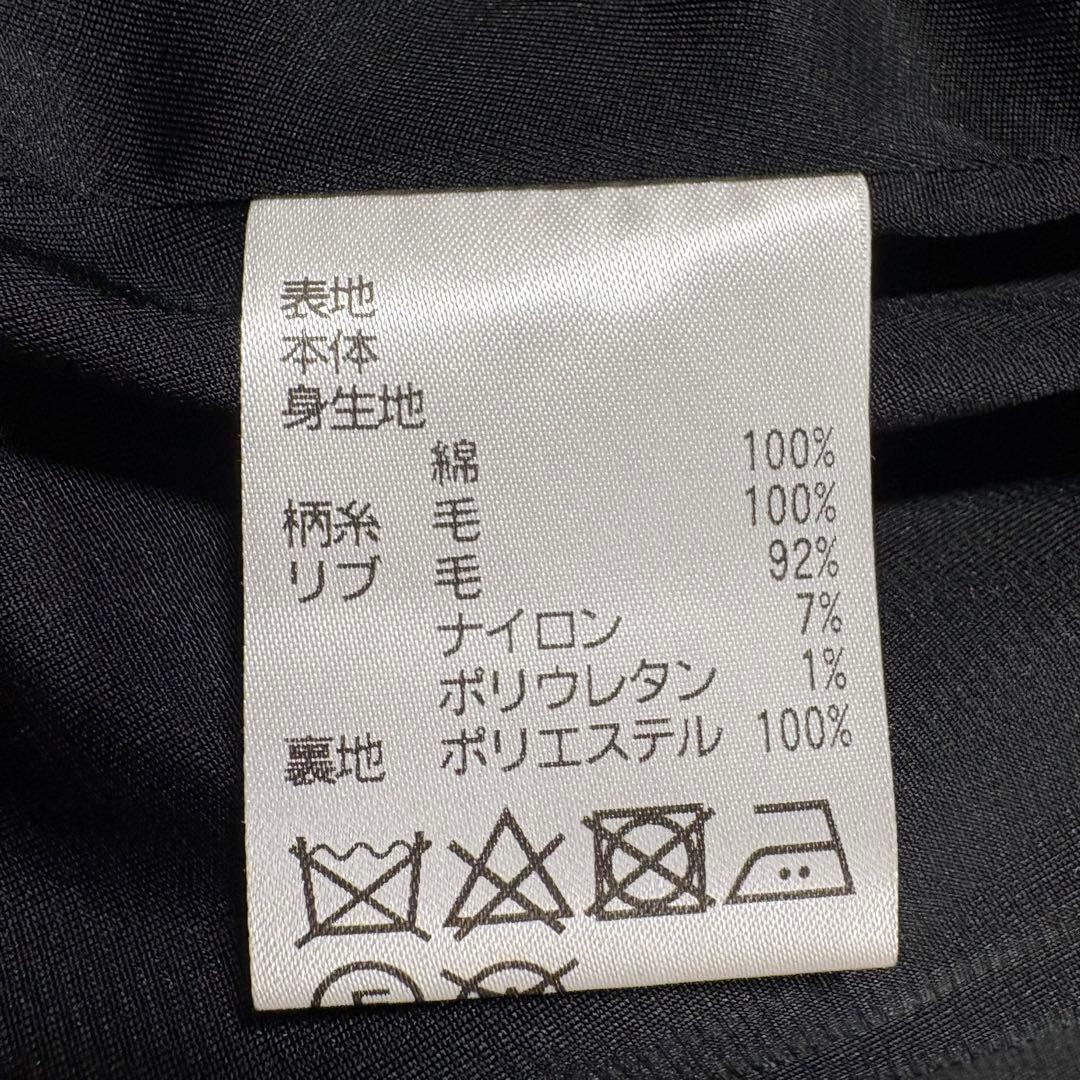 表地
本体
身生地
綿 100%
柄糸 毛 100%
リブ 毛 92%
ナイロン 7%
ポリウレタン 1%
裏地 ポリエステル 100%